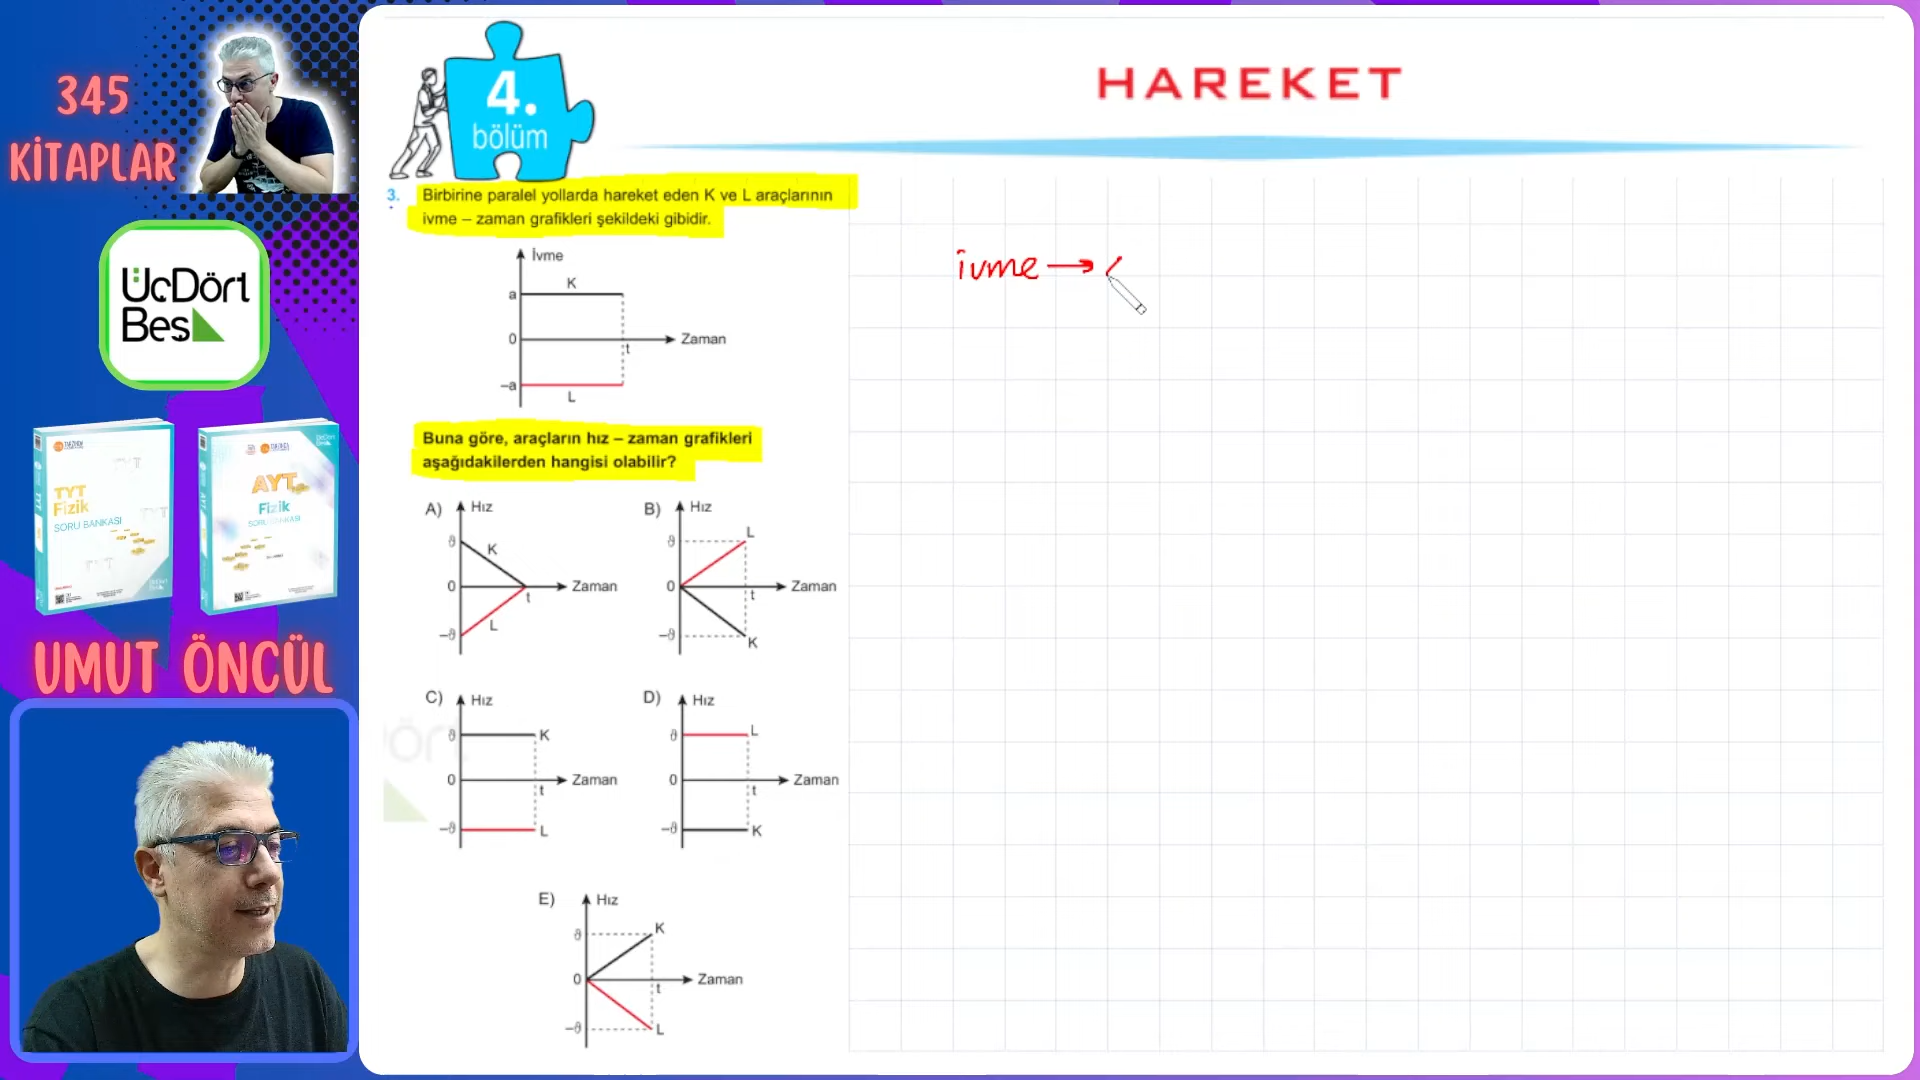 345
KİTAPLAR
ÜçDört
Beş
TYT
Fizik
SORU BANKASI
AYT
Fizik
SORU BANKASI
UMUT ÖNCÜL
4.
bölüm
HAREKET
3. Birbirine paralel yollarda hareket eden K ve L araçlarının
ivme – zaman grafikleri şekildeki gibidir.
İvme
K
a
0
Zaman
t
–a
L
ivme →
Buna göre, araçların hız – zaman grafikleri
aşağıdakilerden hangisi olabilir?
A) Hız
ϑ
K
0
Zaman
t
L
–ϑ
B) Hız
L
ϑ
0
Zaman
t
–ϑ
K
C) Hız
ϑ
K
0
Zaman
t
–ϑ
L
D) Hız
ϑ
L
0
Zaman
t
–ϑ
K
E) Hız
K
ϑ
0
Zaman
t
–ϑ
L